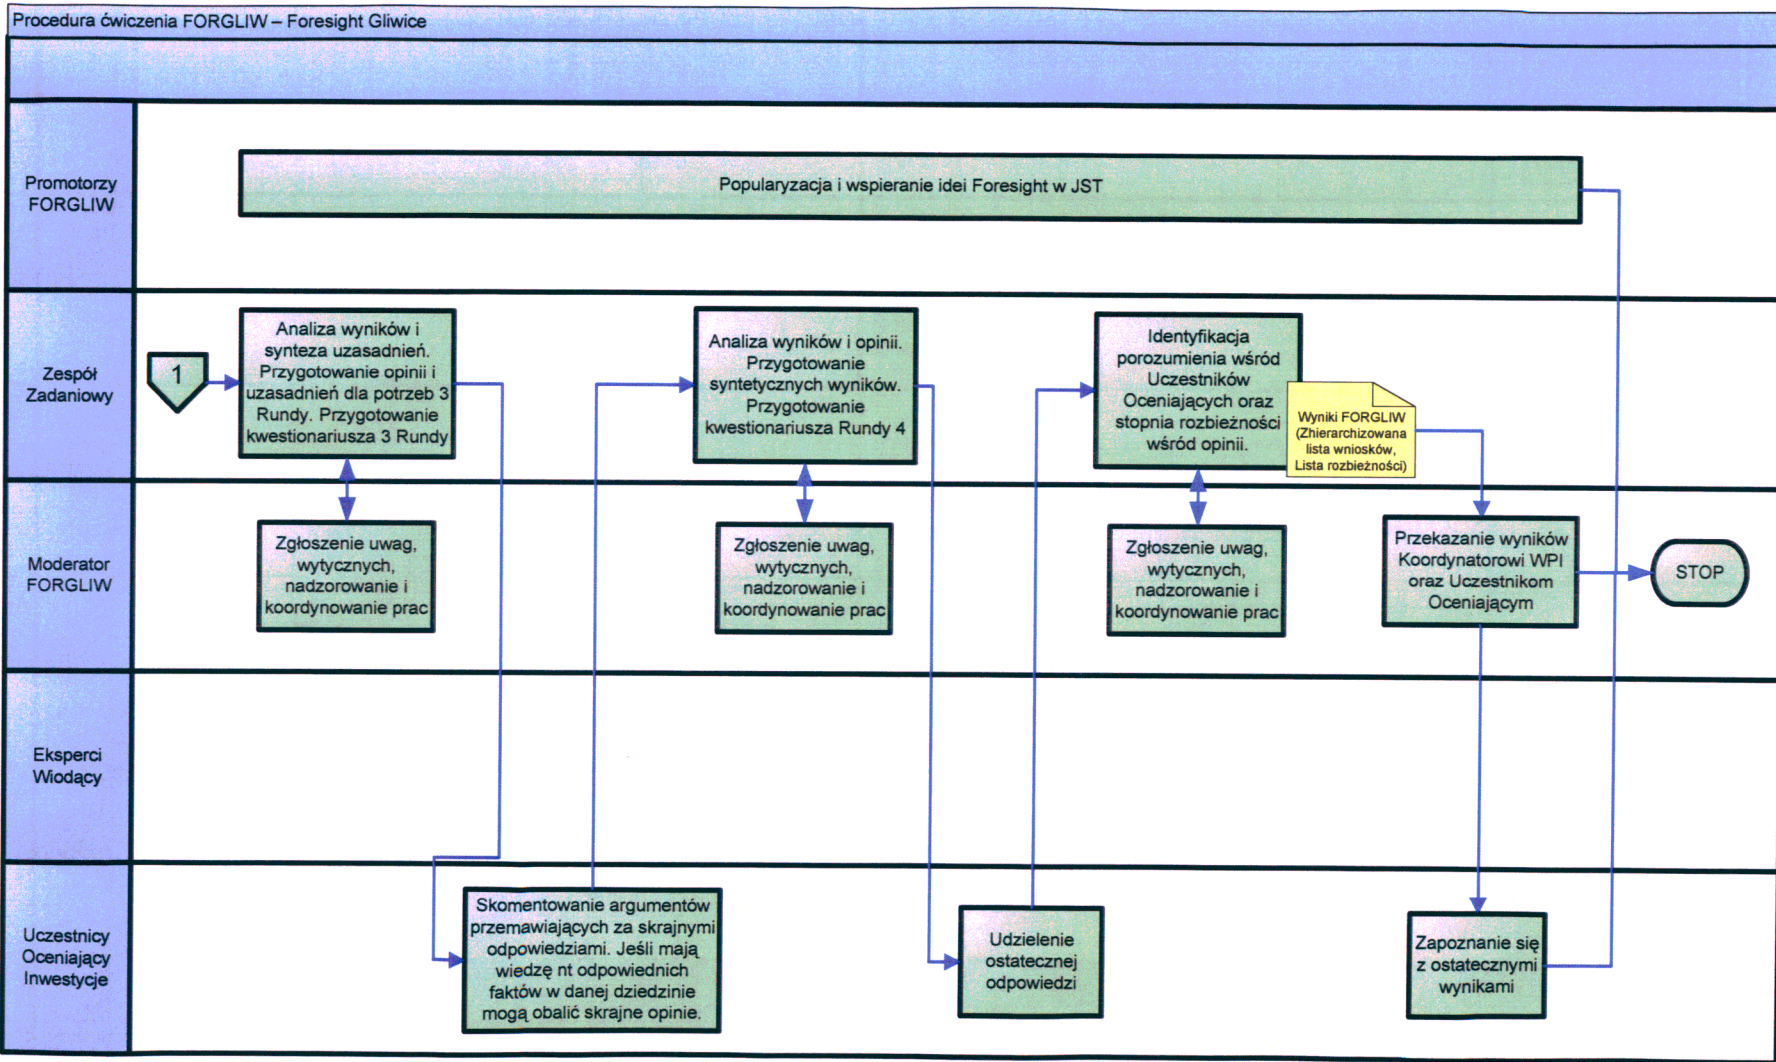 Procedura ćwiczenia FORGLIW – Foresight Gliwice
Promotorzy
FORGLIW
Popularyzacja i wspieranie idei Foresight w JST
Zespół
Zadaniowy
1
Analiza wyników i
synteza uzasadnień.
Przygotowanie opinii i
uzasadnień dla potrzeb 3
Rundy. Przygotowanie
kwestionariusza 3 Rundy
Analiza wyników i opinii.
Przygotowanie
syntetycznych wyników.
Przygotowanie
kwestionariusza Rundy 4
Identyfikacja
porozumienia wśród
Uczestników
Oceniających oraz
stopnia rozbieżności
wśród opinii.
Wyniki FORGLIW
(Zhierarchizowana
lista wniosków,
Lista rozbieżności)
Moderator
FORGLIW
Zgłoszenie uwag,
wytycznych,
nadzorowanie i
koordynowanie prac
Zgłoszenie uwag,
wytycznych,
nadzorowanie i
koordynowanie prac
Zgłoszenie uwag,
wytycznych,
nadzorowanie i
koordynowanie prac
Przekazanie wyników
Koordynatorowi WPI
oraz Uczestnikom
Oceniającym
STOP
Eksperci
Wiodący
Uczestnicy
Oceniający
Inwestycje
Skomentowanie argumentów
przemawiających za skrajnymi
odpowiedziami. Jeśli mają
wiedzę nt odpowiednich
faktów w danej dziedzinie
mogą obalić skrajne opinie.
Udzielenie
ostatecznej
odpowiedzi
Zapoznanie się
z ostatecznymi
wynikami